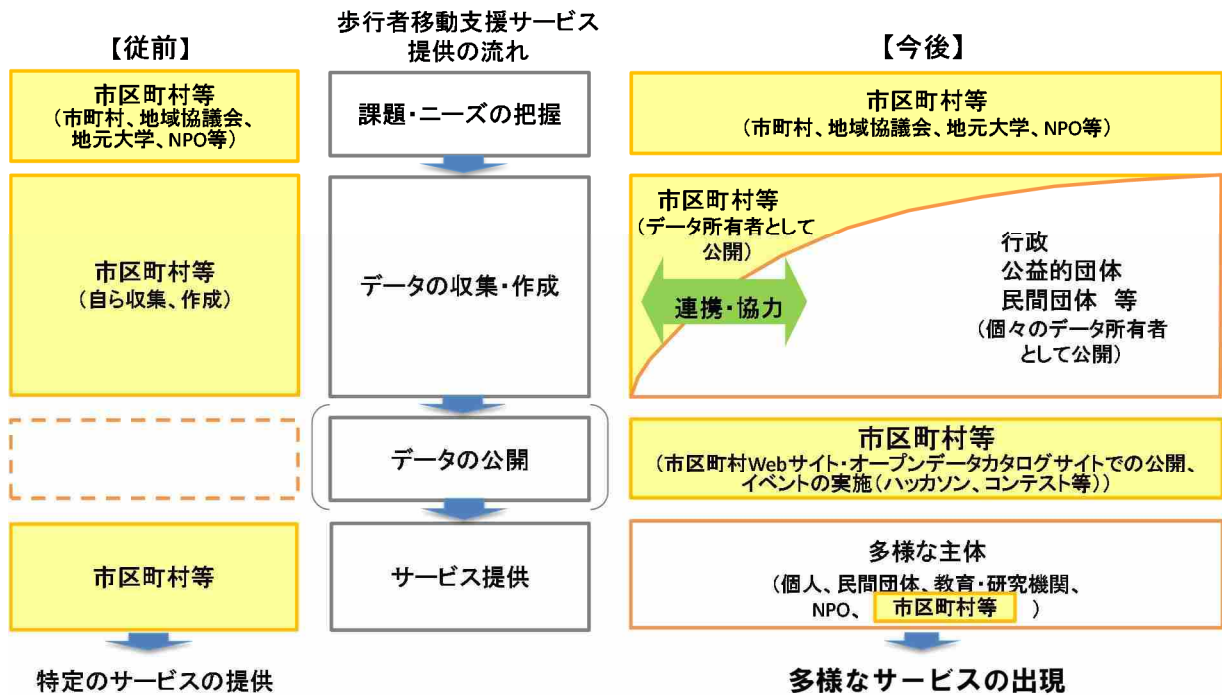 【従前】
歩行者移動支援サービス
提供の流れ
【今後】
市区町村等
（市町村、地域協議会、
地元大学、NPO等）
課題・ニーズの把握
市区町村等
（市町村、地域協議会、地元大学、NPO等）
市区町村等
（自ら収集、作成）
データの収集・作成
市区町村等
（データ所有者として
公開）
連携・協力
行政
公益的団体
民間団体　等
（個々のデータ所有者
として公開）
データの公開
市区町村等
（市区町村Webサイト・オープンデータカタログサイトでの公開、
イベントの実施（ハッカソン、コンテスト等））
市区町村等
サービス提供
多様な主体
（個人、民間団体、教育・研究機関、
NPO、 市区町村等 ）
特定のサービスの提供
多様なサービスの出現